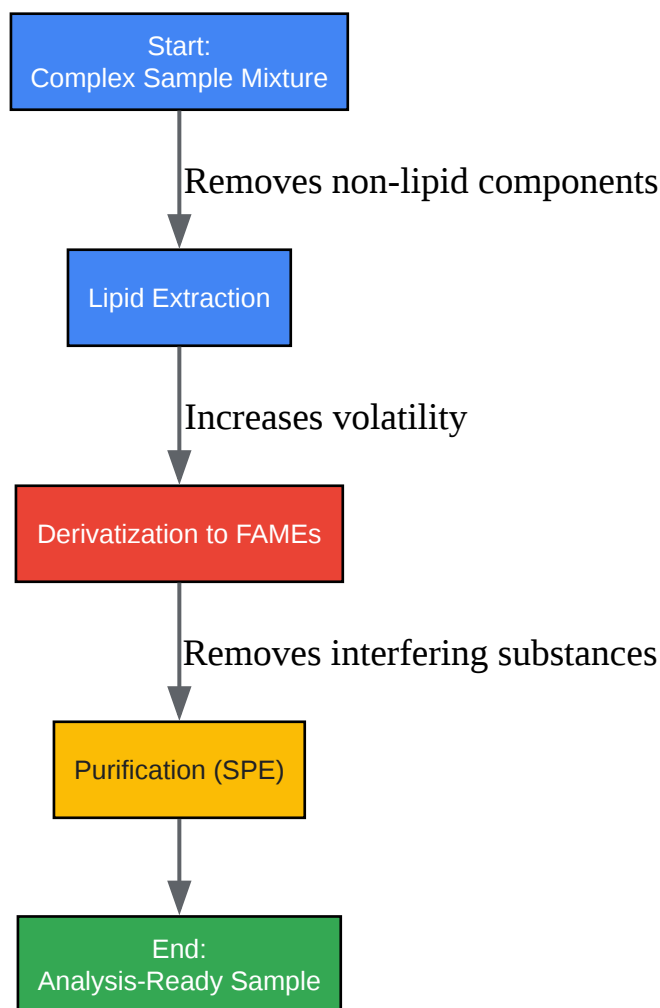 Start:
Complex Sample Mixture
Removes non-lipid components
Lipid Extraction
Increases volatility
Derivatization to FAMEs
Removes interfering substances
Purification (SPE)
End:
Analysis-Ready Sample